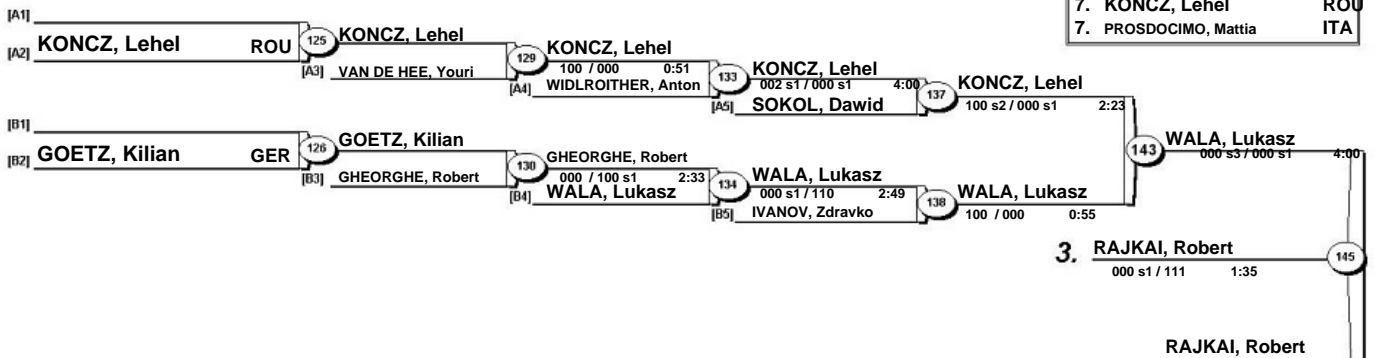 7. KONCZ, Lehel ROU
7. PROSDOCIMO, Mattia ITA
[A1]
[A2] KONCZ, Lehel ROU
125
KONCZ, Lehel
[A3] VAN DE HEE, Youri
129
KONCZ, Lehel
100 / 000 0:51
[A4] WIDLROITHER, Anton
133
KONCZ, Lehel
002 s1 / 000 s1 4:00
[A5] SOKOL, Dawid
137
KONCZ, Lehel
100 s2 / 000 s1 2:23
[B1]
[B2] GOETZ, Kilian GER
126
GOETZ, Kilian
[B3] GHEORGHE, Robert
130
GHEORGHE, Robert
000 / 100 s1 2:33
[B4] WALA, Lukasz
134
WALA, Lukasz
000 s1 / 110 2:49
[B5] IVANOV, Zdravko
138
WALA, Lukasz
100 / 000 0:55
143
WALA, Lukasz
000 s3 / 000 s1 4:00
3. RAJKAI, Robert
000 s1 / 111 1:35
145
RAJKAI, Robert